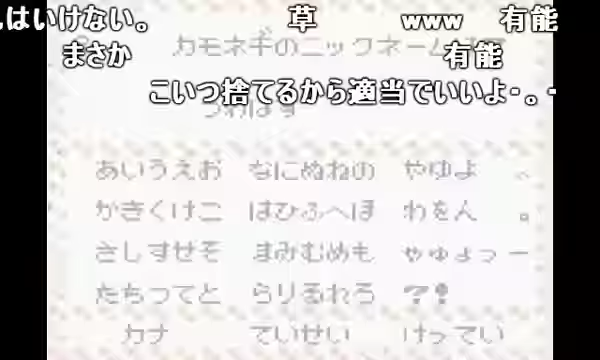 はいけない。 草 www 有能
カモネギのニックネームは?
まさか 有能
こいつ捨てるから適当でいいよ・。・
あいうえお なにぬねの やゆよ 、
かきくけこ はひふへほ わをん 。
さしすせそ まみむめも ゃゅょっー
たちつてと らりるれろ ?!
カナ ていせい けってい